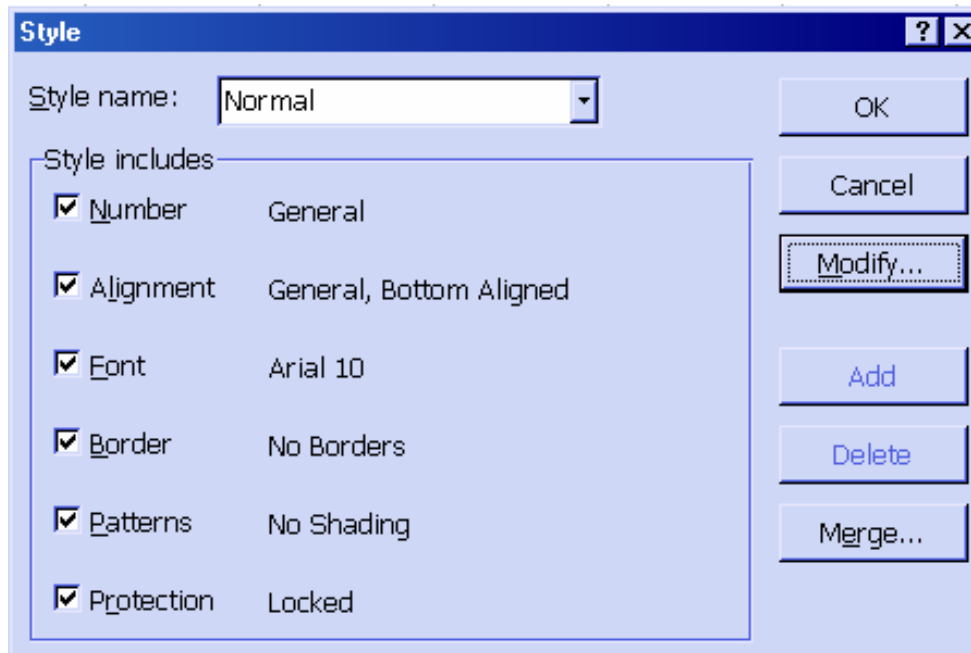 Style
Style name: Normal
OK
Style includes
Cancel
Number General
Modify...
Alignment General, Bottom Aligned
Font Arial 10
Add
Border No Borders
Delete
Patterns No Shading
Merge...
Protection Locked